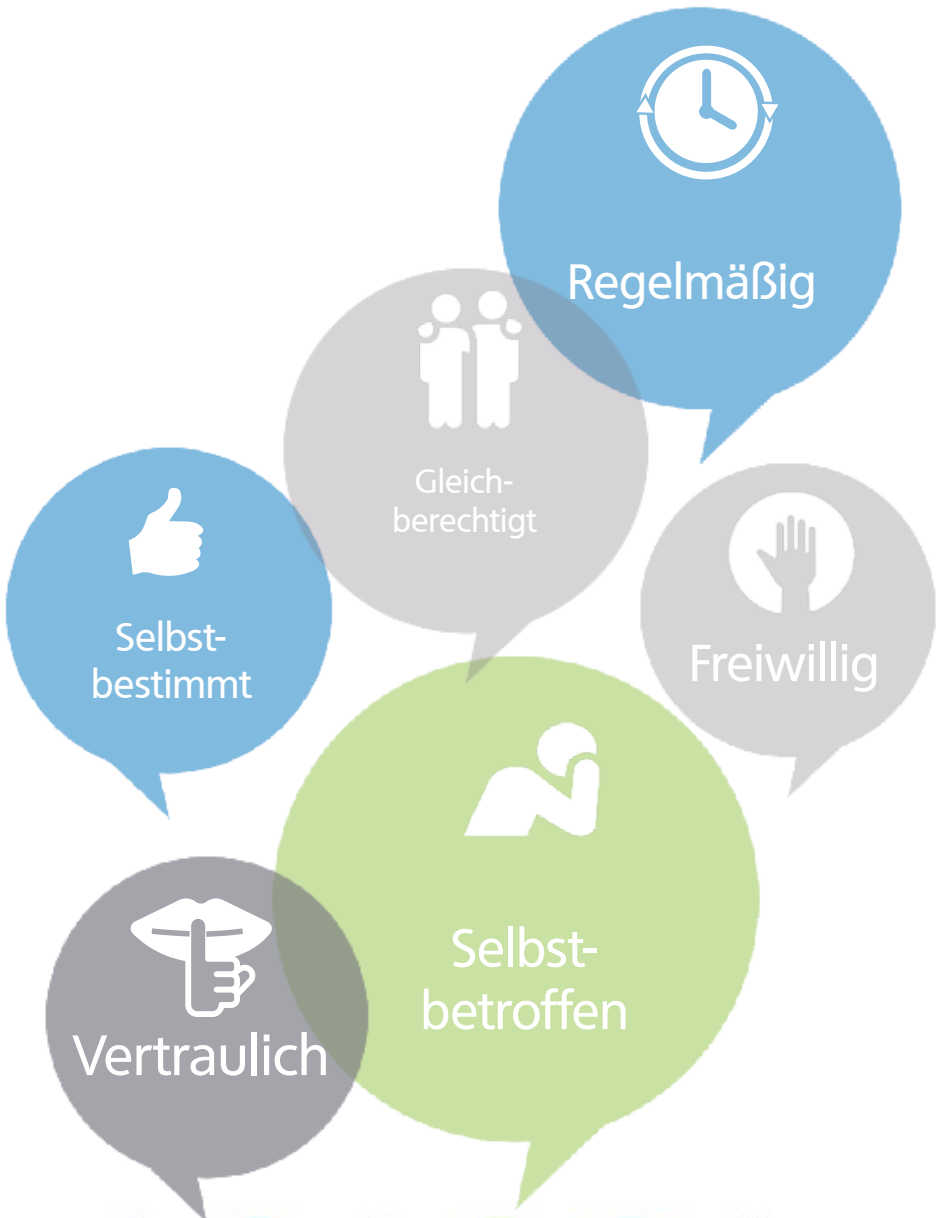 Regelmäßig
Gleich-
berechtigt
Selbst-
bestimmt
Freiwillig
Selbst-
betroffen
Vertraulich